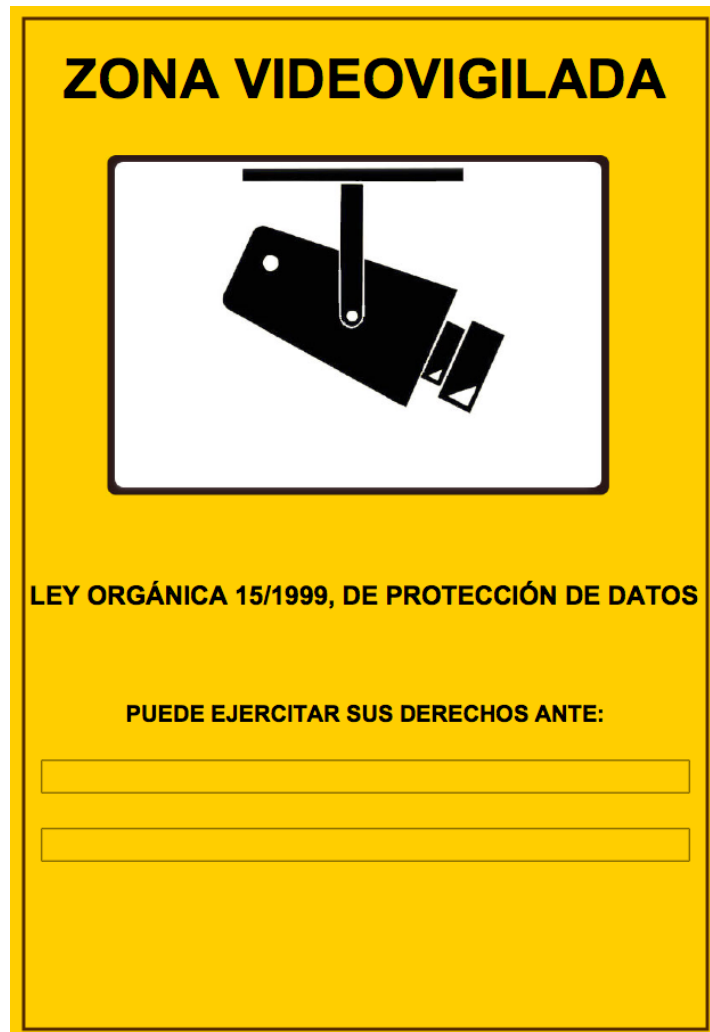 ZONA VIDEOVIGILADA
LEY ORGÁNICA 15/1999, DE PROTECCIÓN DE DATOS
PUEDE EJERCITAR SUS DERECHOS ANTE: